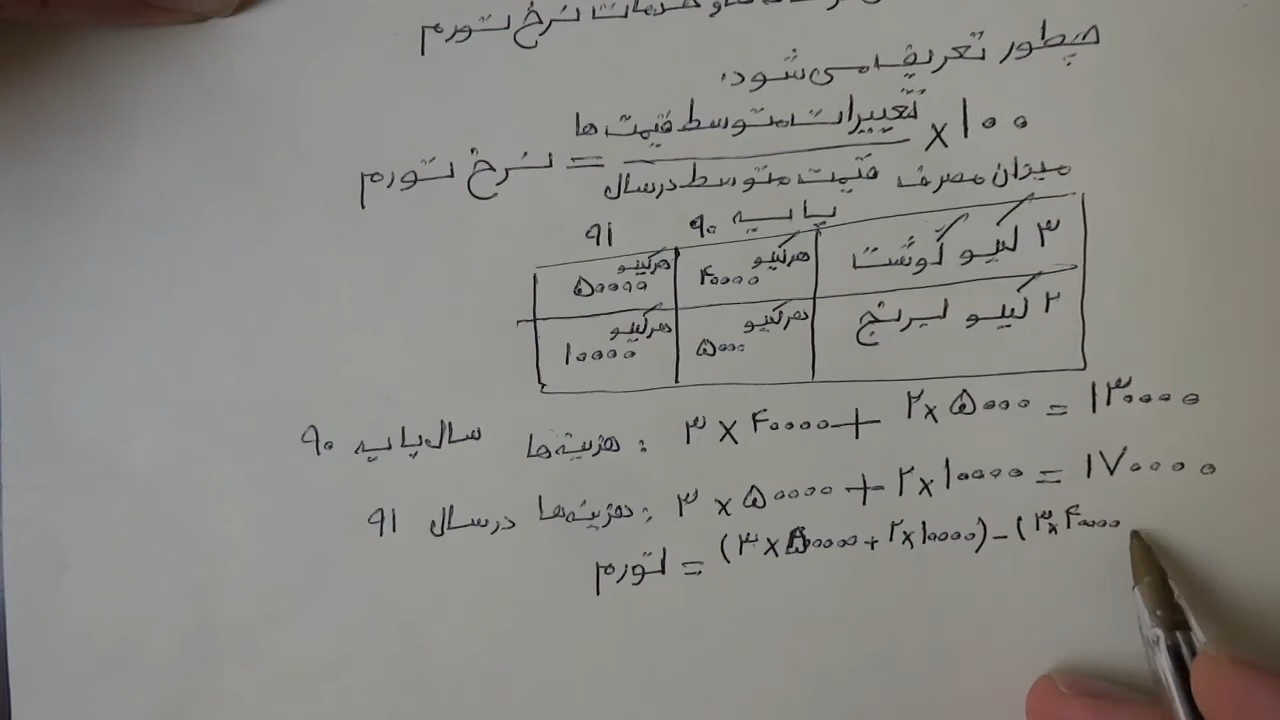 و خدمات نرخ تورم
چطور تعریف می شود.
نرخ تورم = تغییرات متوسط قیمت ها × ۱۰۰
قیمت متوسط در سال
میزان مصرف
پایه ۹۰ ۹۱
۳ کیلو گوشت هرکیلو ۴۰۰۰۰ هرکیلو ۵۰۰۰۰
۲ کیلو برنج هرکیلو ۵۰۰۰ هرکیلو ۱۰۰۰۰
سال پایه ۹۰ هزینه ها : ۳ × ۴۰۰۰۰ + ۲ × ۵۰۰۰ = ۱۳۰۰۰۰
در سال ۹۱ هزینه ها : ۳ × ۵۰۰۰۰ + ۲ × ۱۰۰۰۰ = ۱۷۰۰۰۰
تورم = (۳ × ۵۰۰۰۰ + ۲ × ۱۰۰۰۰) - (۳ × ۴۰۰۰۰